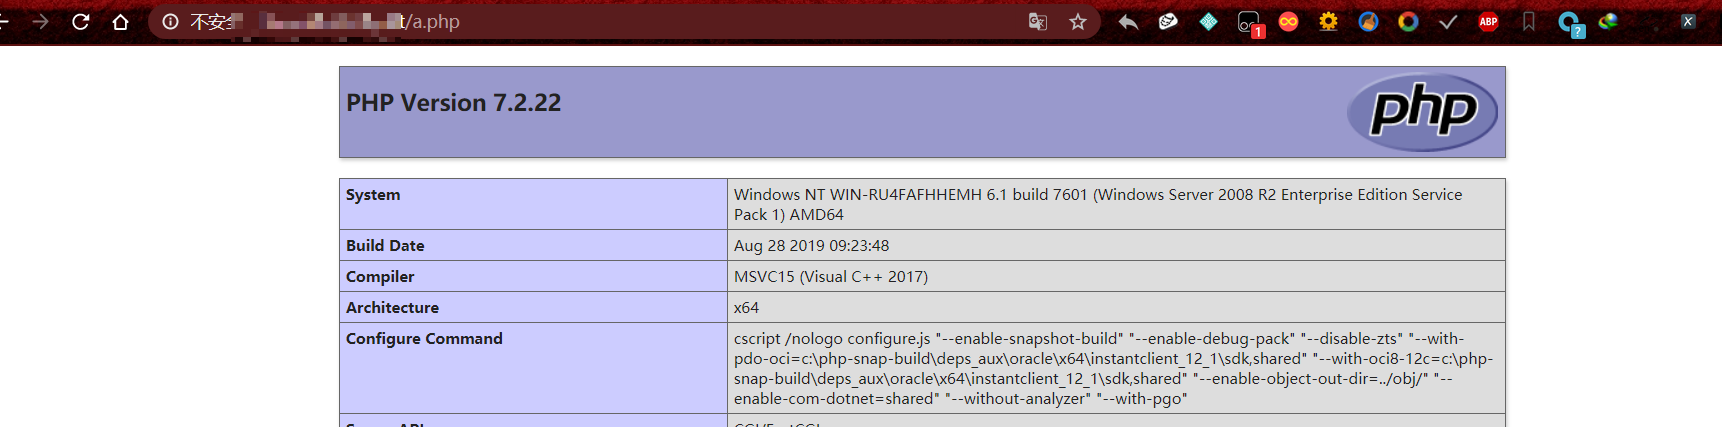 不安全 t/a.php
1 ABP ?
PHP Version 7.2.22
php
System
Windows NT WIN-RU4FAFHHEMH 6.1 build 7601 (Windows Server 2008 R2 Enterprise Edition Service
Pack 1) AMD64
Build Date
Aug 28 2019 09:23:48
Compiler
MSVC15 (Visual C++ 2017)
Architecture
x64
Configure Command
cscript /nologo configure.js "--enable-snapshot-build" "--enable-debug-pack" "--disable-zts" "--with-
pdo-oci=c:\php-snap-build\deps_aux\oracle\x64\instantclient_12_1\sdk,shared" "--with-oci8-12c=c:\php-
snap-build\deps_aux\oracle\x64\instantclient_12_1\sdk,shared" "--enable-object-out-dir=../obj/" "--
enable-com-dotnet=shared" "--without-analyzer" "--with-pgo"